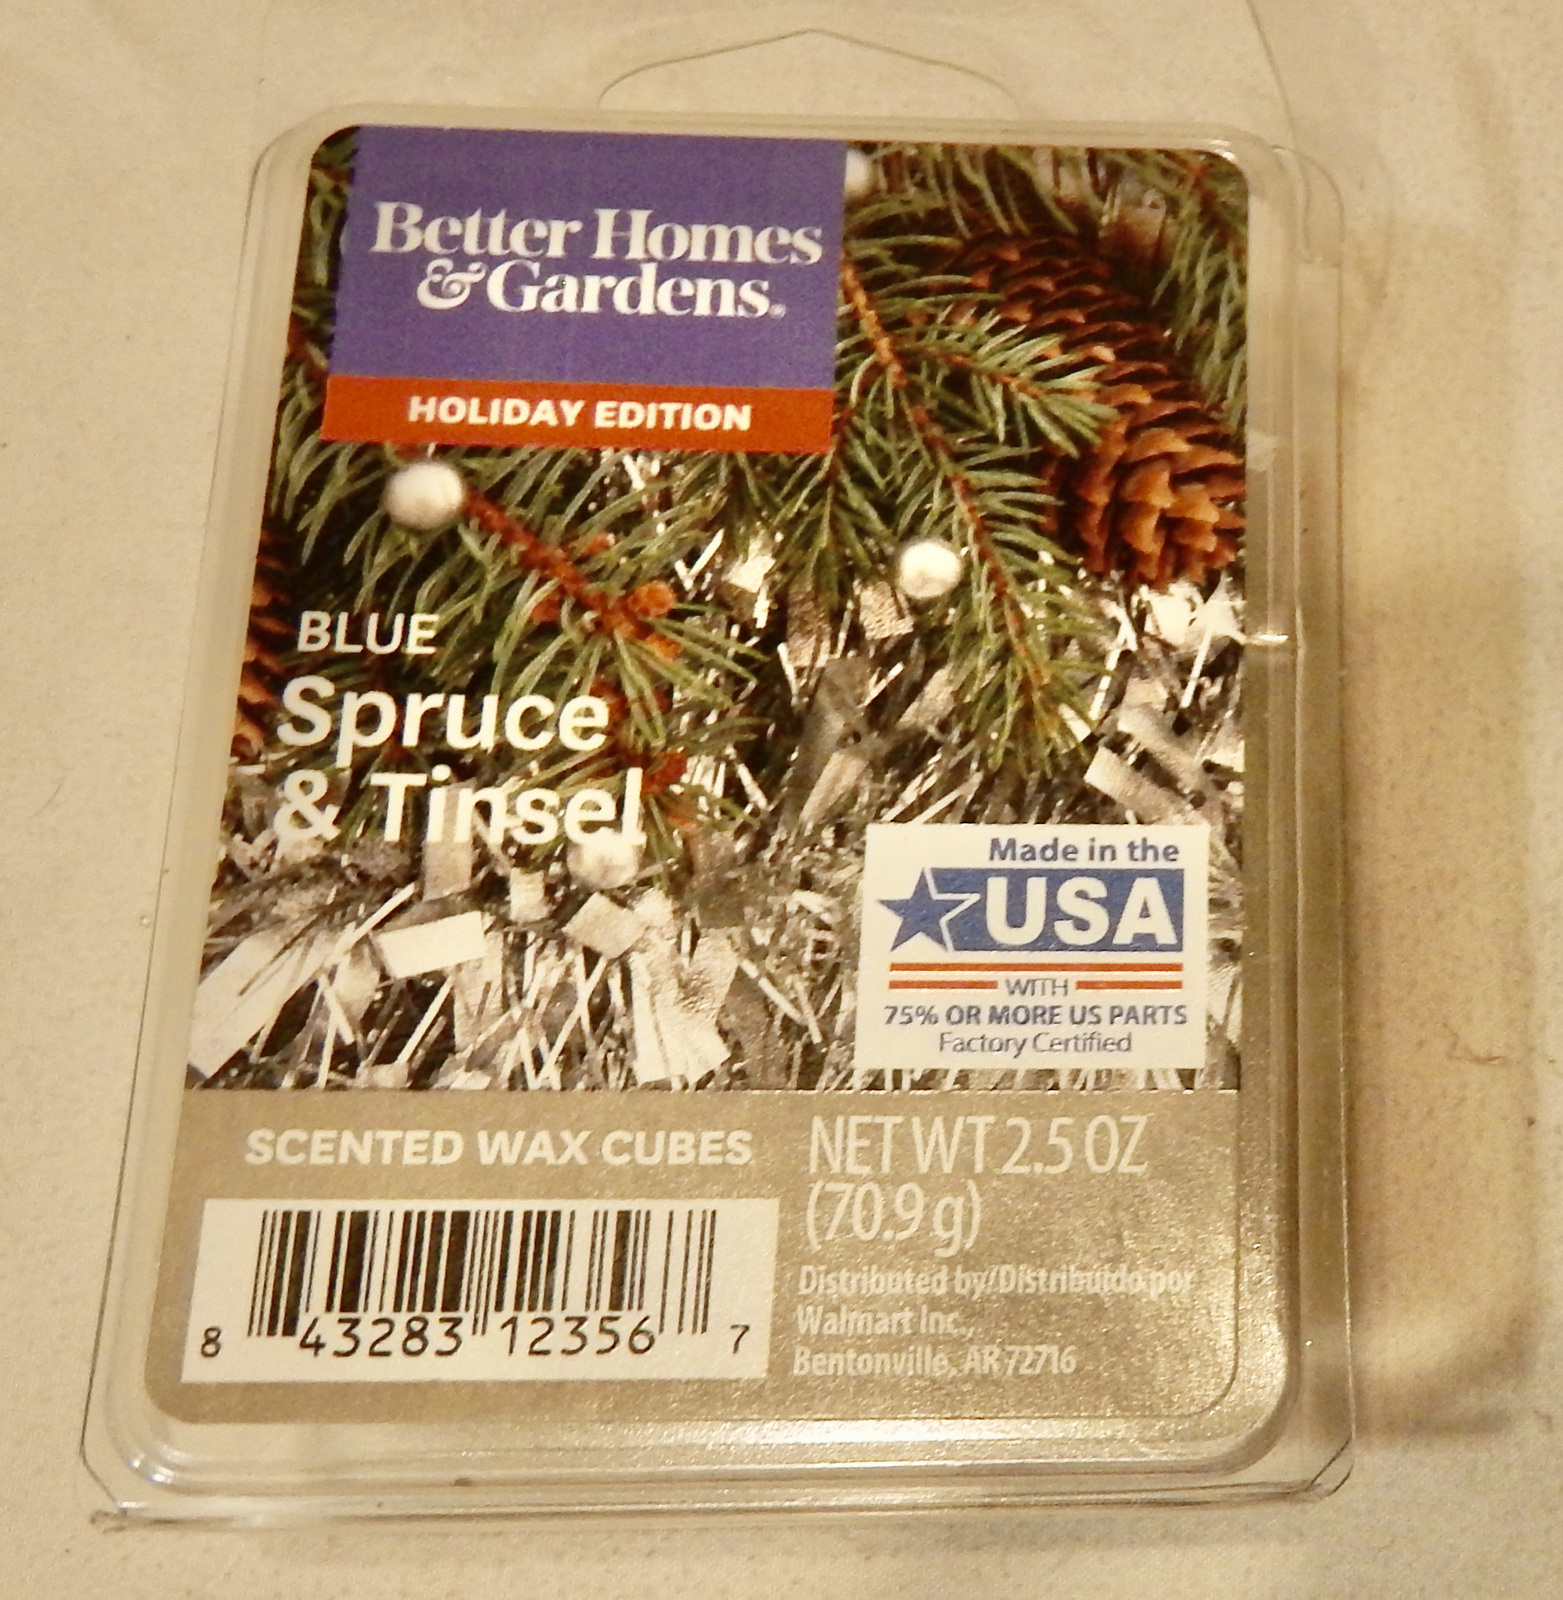 Better Homes
& Gardens®
HOLIDAY EDITION
BLUE
Spruce
& Tinsel
Made in the
USA
WITH
75% OR MORE US PARTS
Factory Certified
SCENTED WAX CUBES
NET WT 2.5 OZ
(70.9 g)
Distributed by/Distribuido por
Walmart Inc.,
Bentonville, AR 72716
8 43283 12356 7